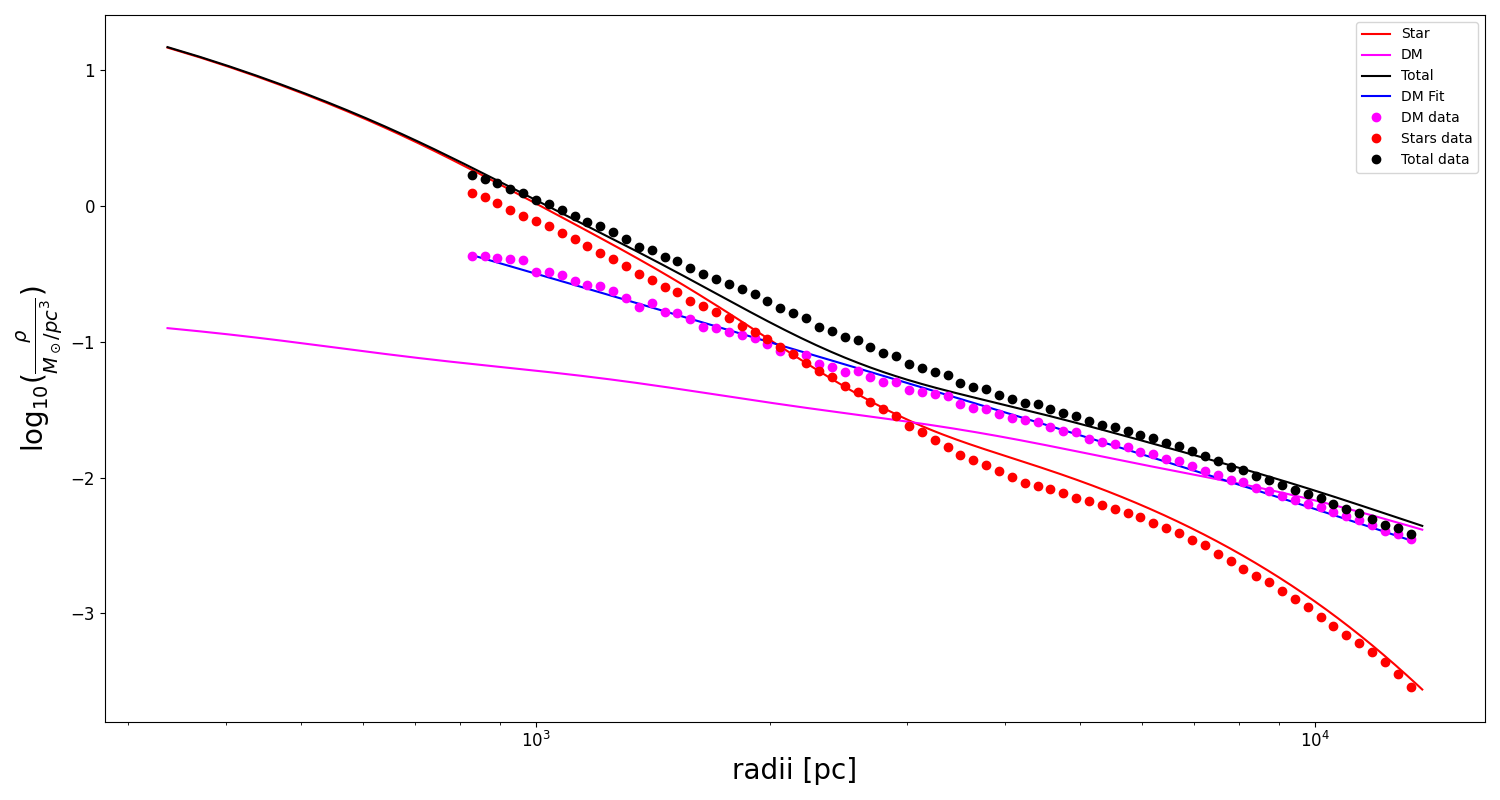 log₁₀(ρ / M_⊙/pc³)
1
0
−1
−2
−3
10³
10⁴
radii [pc]
Star
DM
Total
DM Fit
DM data
Stars data
Total data